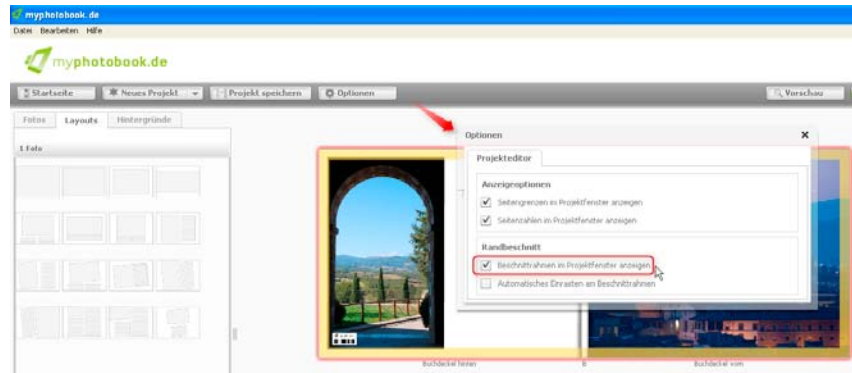 myphotobook.de
Datei Bearbeiten Hilfe
myphotobook.de
Startseite Neues Projekt Projekt speichern Optionen Vorschau
Fotos Layouts Hintergründe
1 Foto
Optionen
Projekteditor
Anzeigeoptionen
Seitengrenzen im Projektfenster anzeigen
Seitenzahlen im Projektfenster anzeigen
Randbeschnitt
Beschnittrahmen im Projektfenster anzeigen
Automatisches Einrasten am Beschnittrahmen
Buchdeckel hinten B Buchdeckel vorn